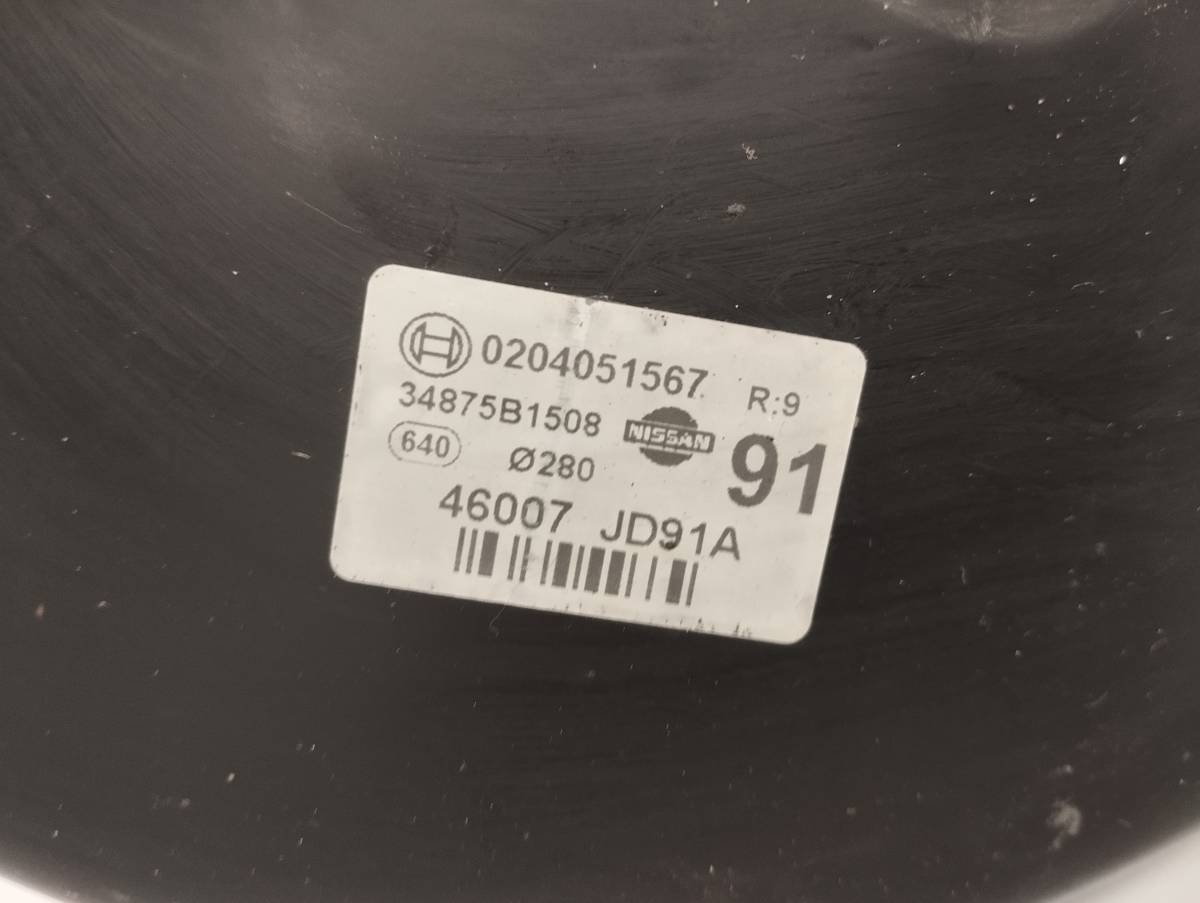 0204051567 R:9
34875B1508 NISSAN 91
640 Ø280
46007 JD91A